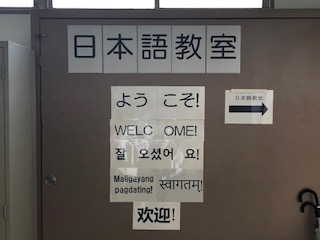 日本語教室
よう こそ!
WELC OME!
잘 오셨어 요!
Maligayang
pagdating!
स्वागतम्!
欢迎!
日本語教室